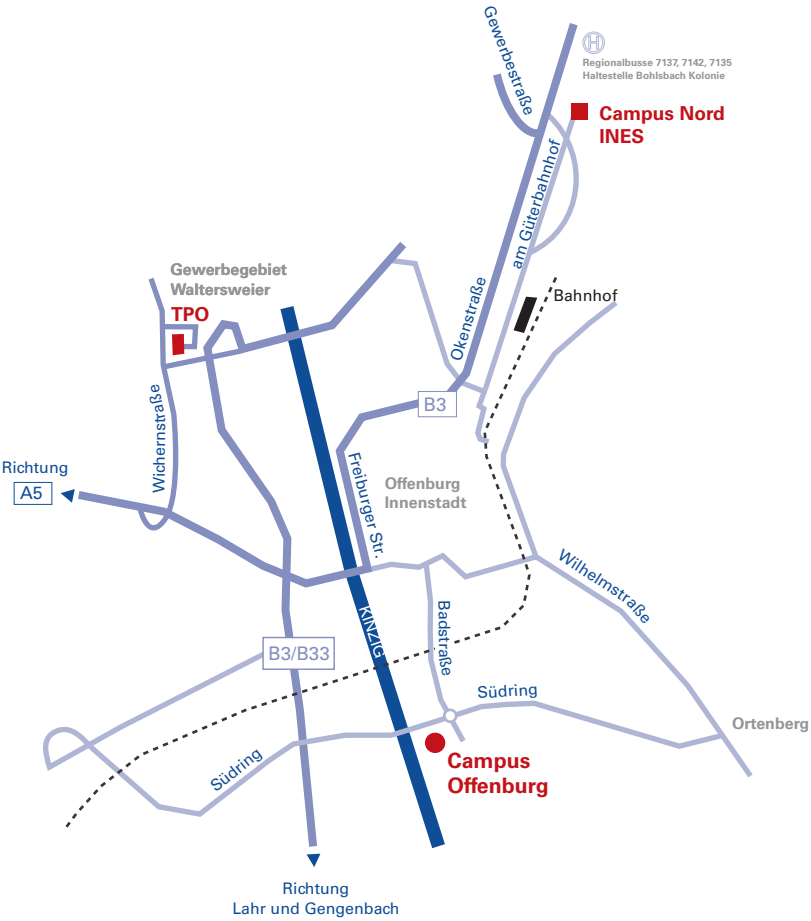 Gewerbestraße
H
Regionalbusse 7137, 7142, 7135
Haltestelle Bohlsbach Kolonie
Campus Nord
INES
am Güterbahnhof
Gewerbegebiet
Waltersweier
TPO
Okenstraße
Bahnhof
B3
Wichernstraße
Richtung
A5
Freiburger Str.
Offenburg
Innenstadt
Wilhelmstraße
KINZIG
Badstraße
B3/B33
Südring
Ortenberg
Südring
Campus
Offenburg
Richtung
Lahr und Gengenbach